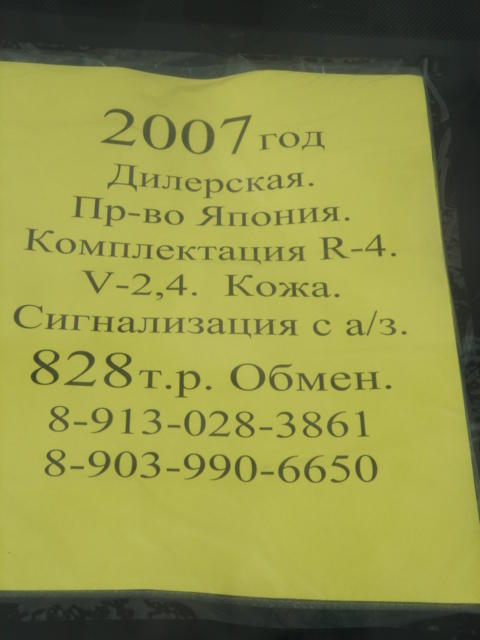 2007 год
Дилерская.
Пр-во Япония.
Комплектация R-4.
V-2,4. Кожа.
Сигнализация с а/з.
828т.р. Обмен.
8-913-028-3861
8-903-990-6650